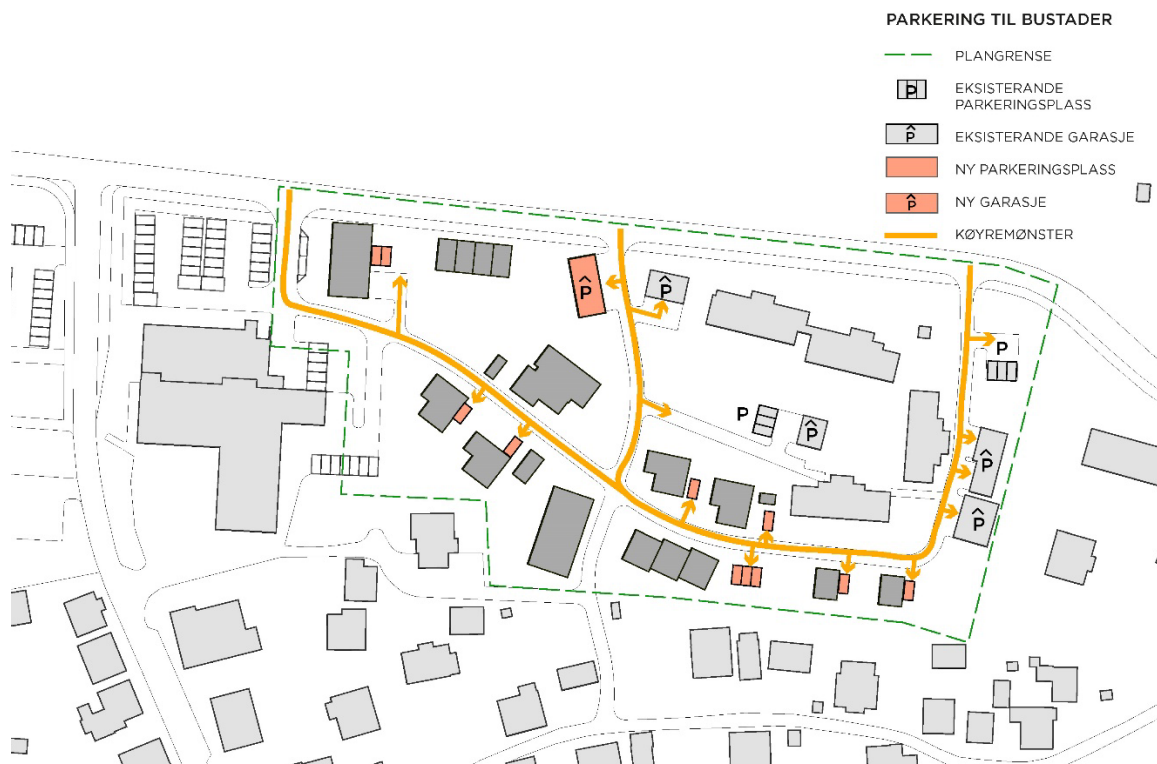 PARKERING TIL BUSTADER
PLANGRENSE
P
EKSISTERANDE
PARKERINGSPLASS
P̂
EKSISTERANDE GARASJE
NY PARKERINGSPLASS
P̂
NY GARASJE
KØYREMØNSTER
P̂
P̂
P
P
P̂
P̂
P̂